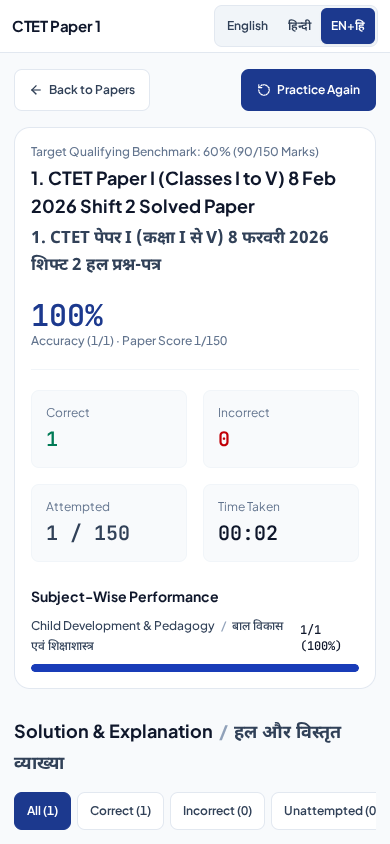 CTET Paper 1
English हिन्दी EN+हि
Back to Papers
Practice Again
Target Qualifying Benchmark: 60% (90/150 Marks)
1. CTET Paper I (Classes I to V) 8 Feb
2026 Shift 2 Solved Paper
1. CTET पेपर I (कक्षा I से V) 8 फरवरी 2026
शिफ्ट 2 हल प्रश्न-पत्र
100%
Accuracy (1/1) · Paper Score 1/150
Correct
1
Incorrect
0
Attempted
1 / 150
Time Taken
00:02
Subject-Wise Performance
Child Development & Pedagogy / बाल विकास
एवं शिक्षाशास्त्र
1/1
(100%)
Solution & Explanation / हल और विस्तृत
व्याख्या
All (1) Correct (1) Incorrect (0) Unattempted (0